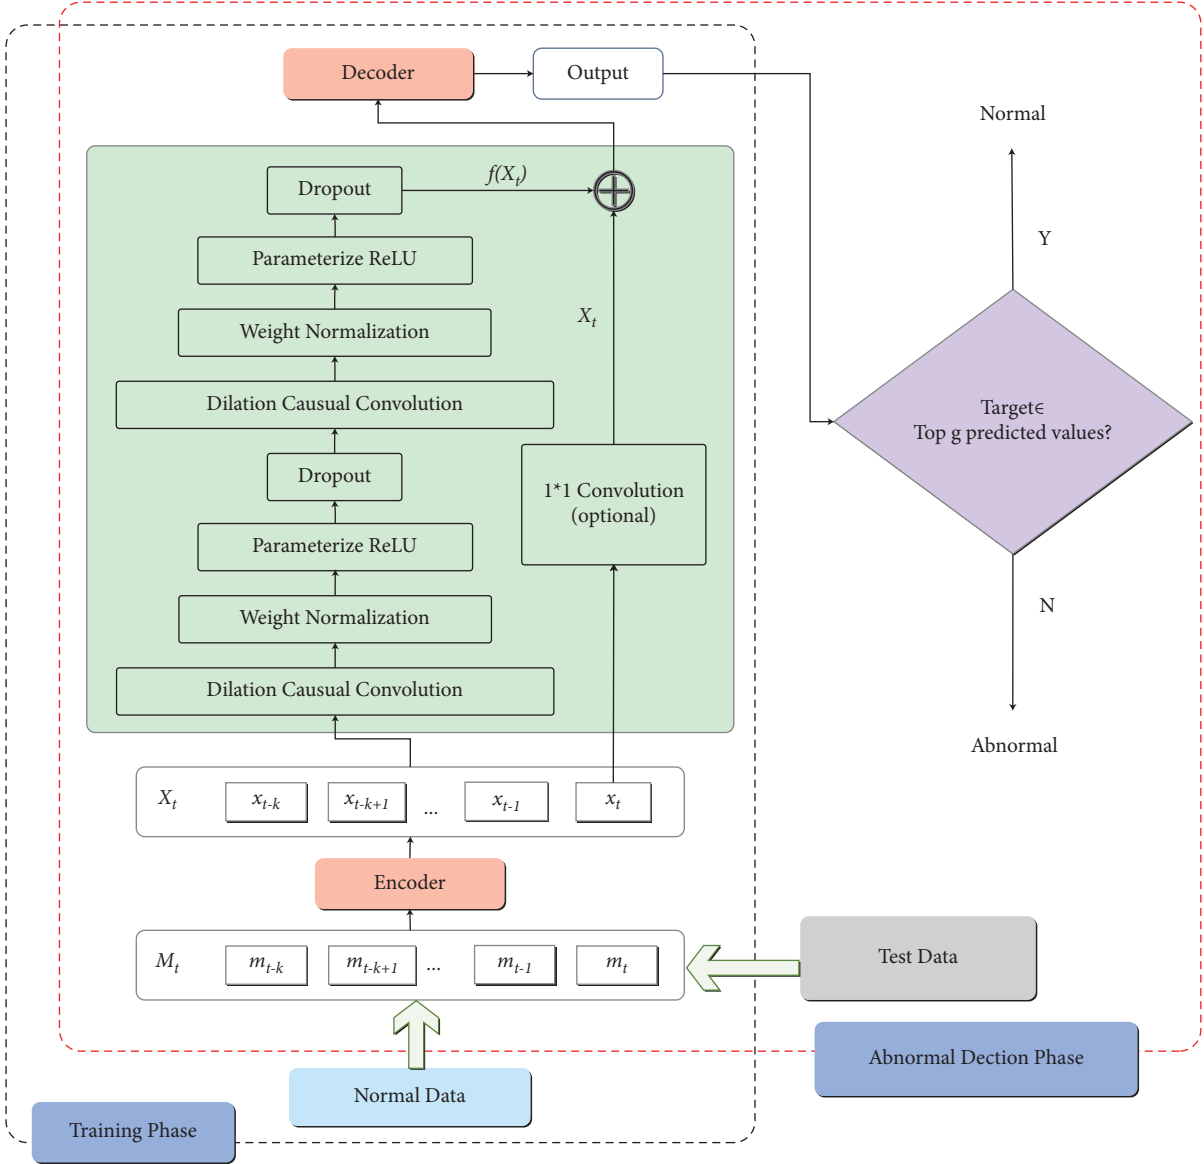 Decoder
Output
Normal
Dropout
f(Xt)
Parameterize ReLU
Y
Weight Normalization
Xt
Dilation Causal Convolution
Target∈
Top g predicted values?
Dropout
1*1 Convolution
(optional)
Parameterize ReLU
Weight Normalization
N
Dilation Causal Convolution
Abnormal
Xt xt-k xt-k+1 ... xt-1 xt
Encoder
Mt mt-k mt-k+1 ... mt-1 mt
Test Data
Abnormal Dection Phase
Normal Data
Training Phase